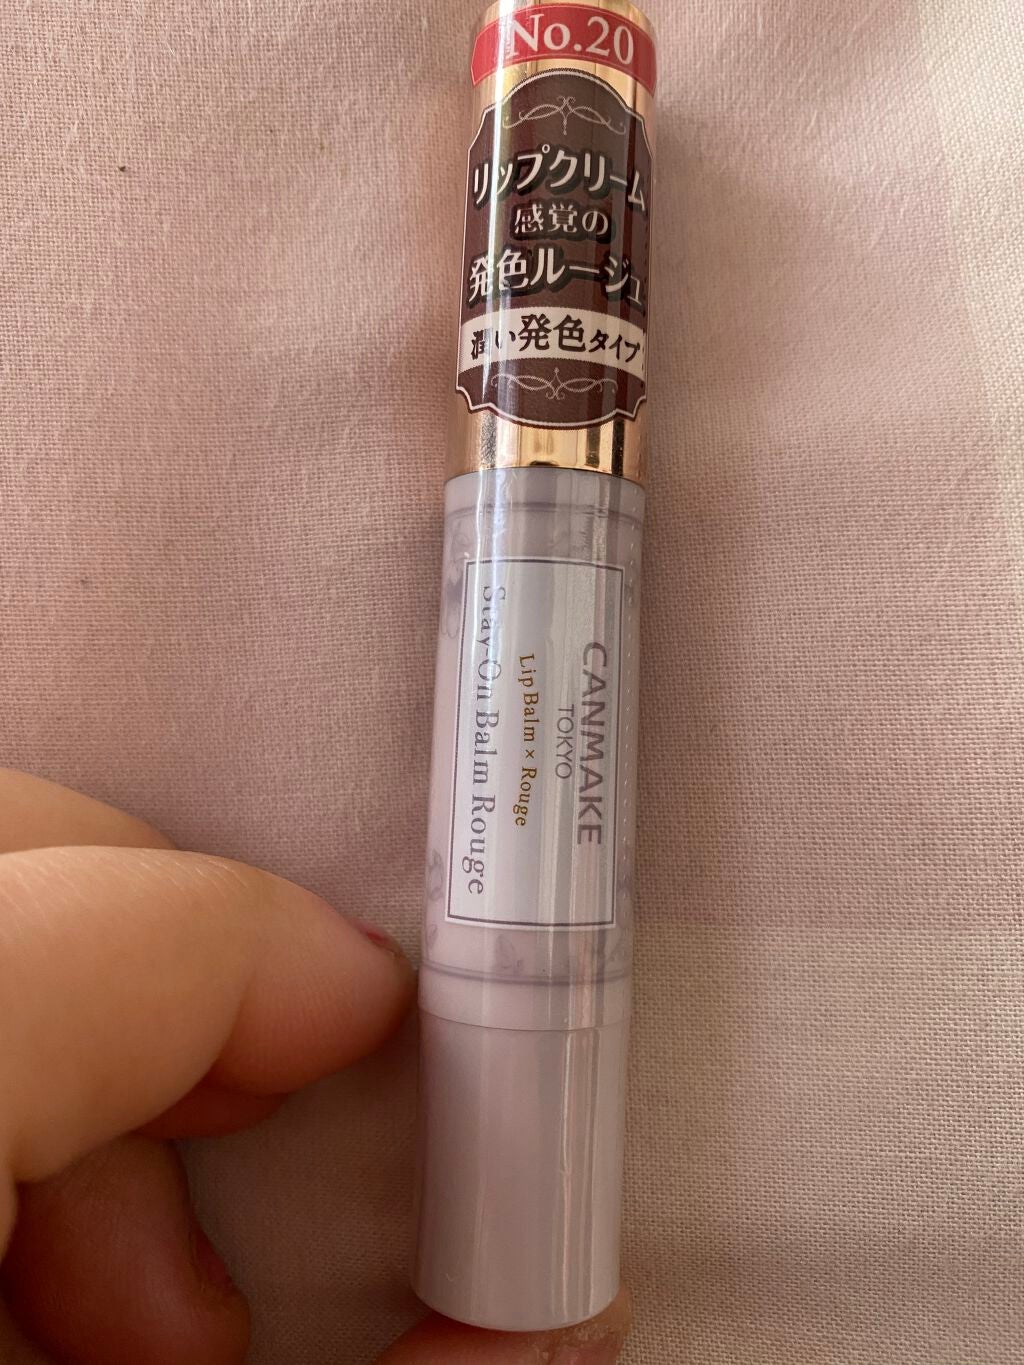 No.20
リップクリーム
感覚の
発色ルージュ
潤い発色タイプ
CANMAKE
TOKYO
Lip Balm × Rouge
Stay-On Balm Rouge